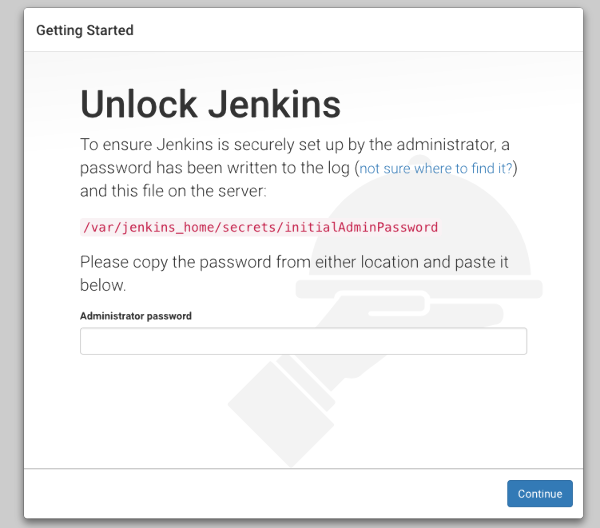 Getting Started
Unlock Jenkins
To ensure Jenkins is securely set up by the administrator, a
password has been written to the log (not sure where to find it?)
and this file on the server:
/var/jenkins_home/secrets/initialAdminPassword
Please copy the password from either location and paste it
below.
Administrator password
Continue